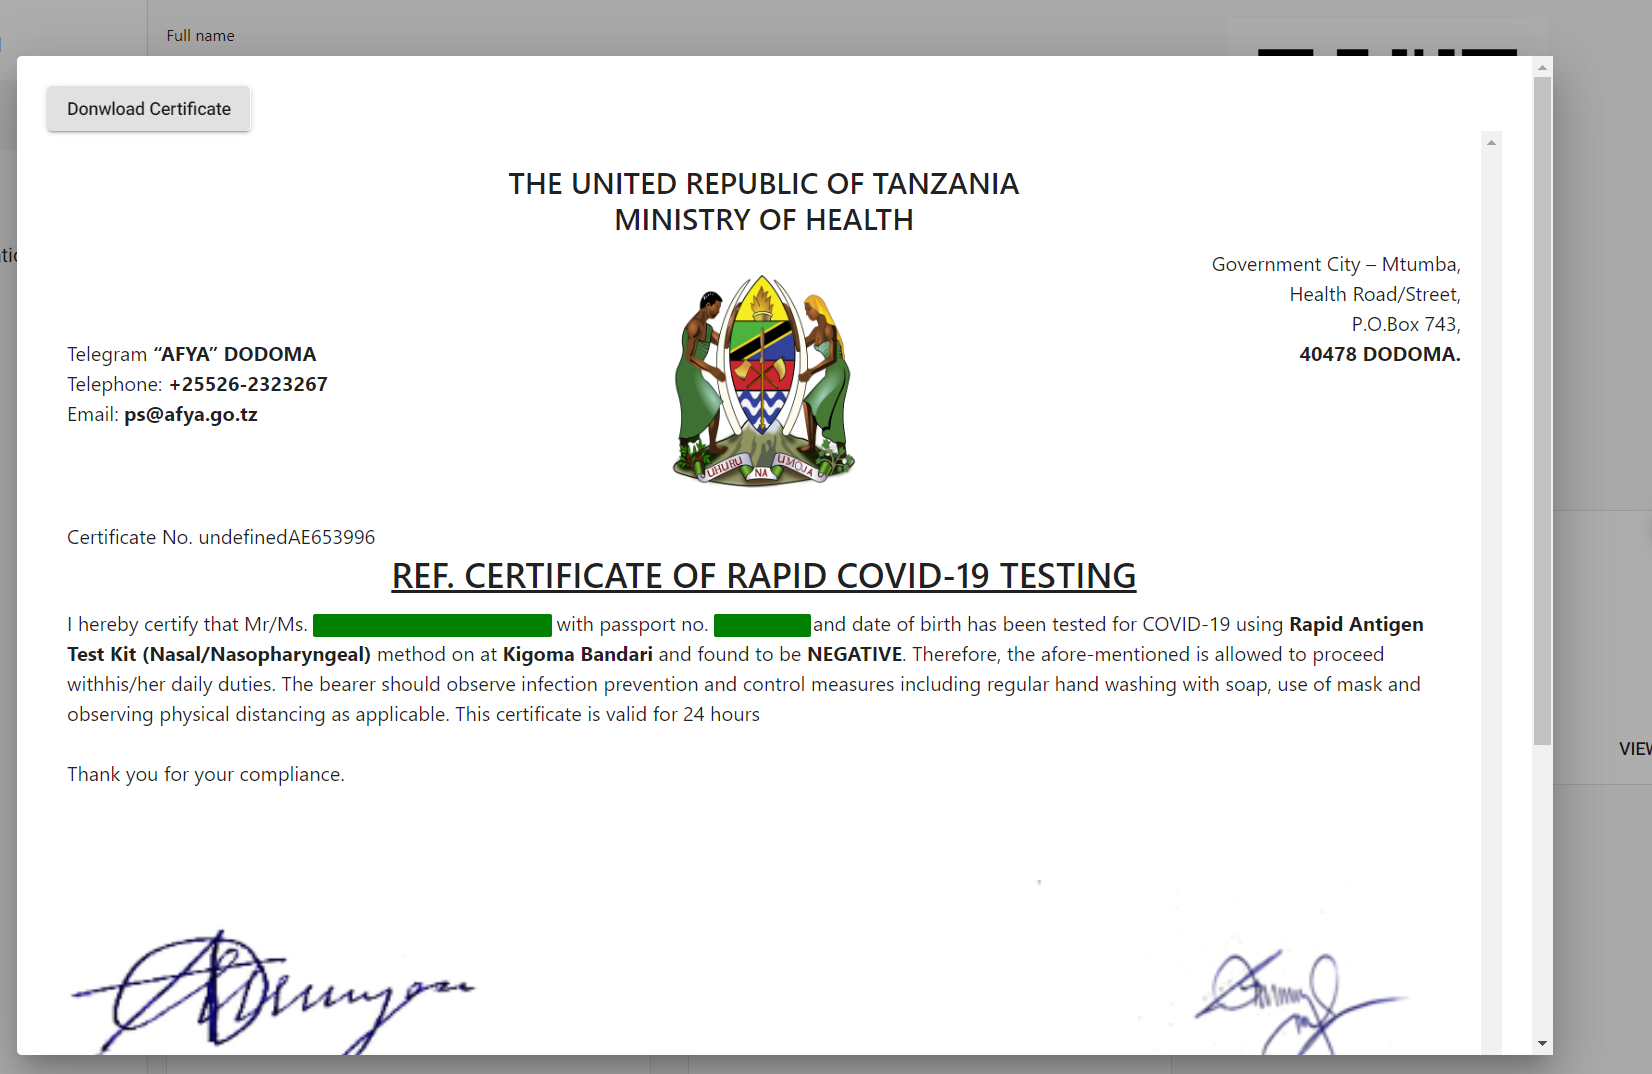 Full name
Donwload Certificate
THE UNITED REPUBLIC OF TANZANIA
MINISTRY OF HEALTH
Government City – Mtumba,
Health Road/Street,
P.O.Box 743,
40478 DODOMA.
Telegram “AFYA” DODOMA
Telephone: +25526-2323267
Email: ps@afya.go.tz
UHURU NA UMOJA
Certificate No. undefinedAE653996
REF. CERTIFICATE OF RAPID COVID-19 TESTING
I hereby certify that Mr/Ms. with passport no. and date of birth has been tested for COVID-19 using Rapid Antigen
Test Kit (Nasal/Nasopharyngeal) method on at Kigoma Bandari and found to be NEGATIVE. Therefore, the afore-mentioned is allowed to proceed
withhis/her daily duties. The bearer should observe infection prevention and control measures including regular hand washing with soap, use of mask and
observing physical distancing as applicable. This certificate is valid for 24 hours
Thank you for your compliance.